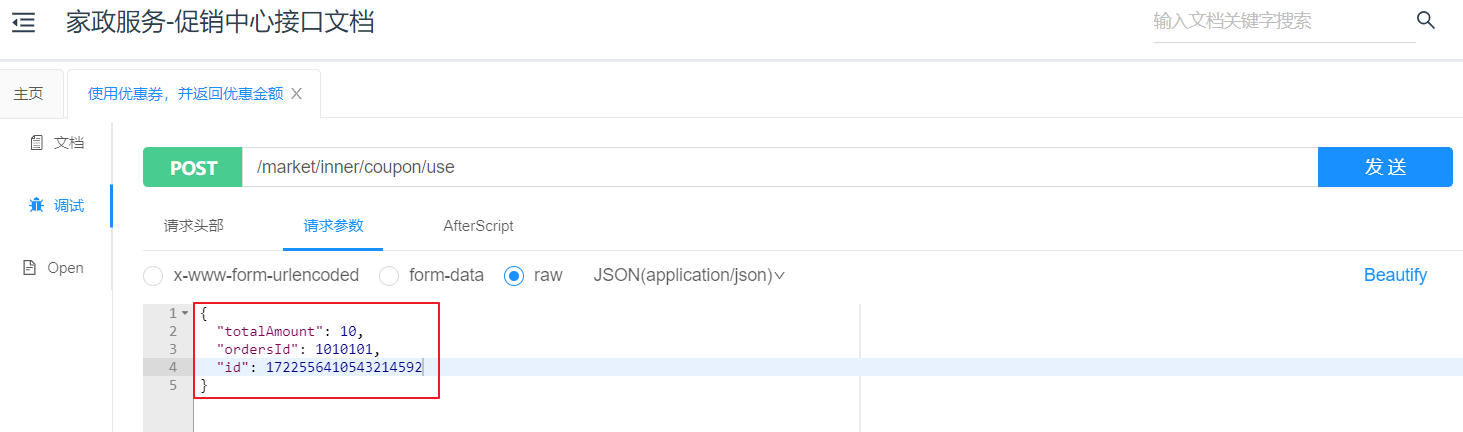 家政服务-促销中心接口文档
输入文档关键字搜索
主页
使用优惠券，并返回优惠金额
文档
POST
/market/inner/coupon/use
发 送
调试
请求头部
请求参数
AfterScript
Open
x-www-form-urlencoded
form-data
raw
JSON(application/json)
Beautify
1 {
2 "totalAmount": 10,
3 "ordersId": 1010101,
4 "id": 1722556410543214592
5 }